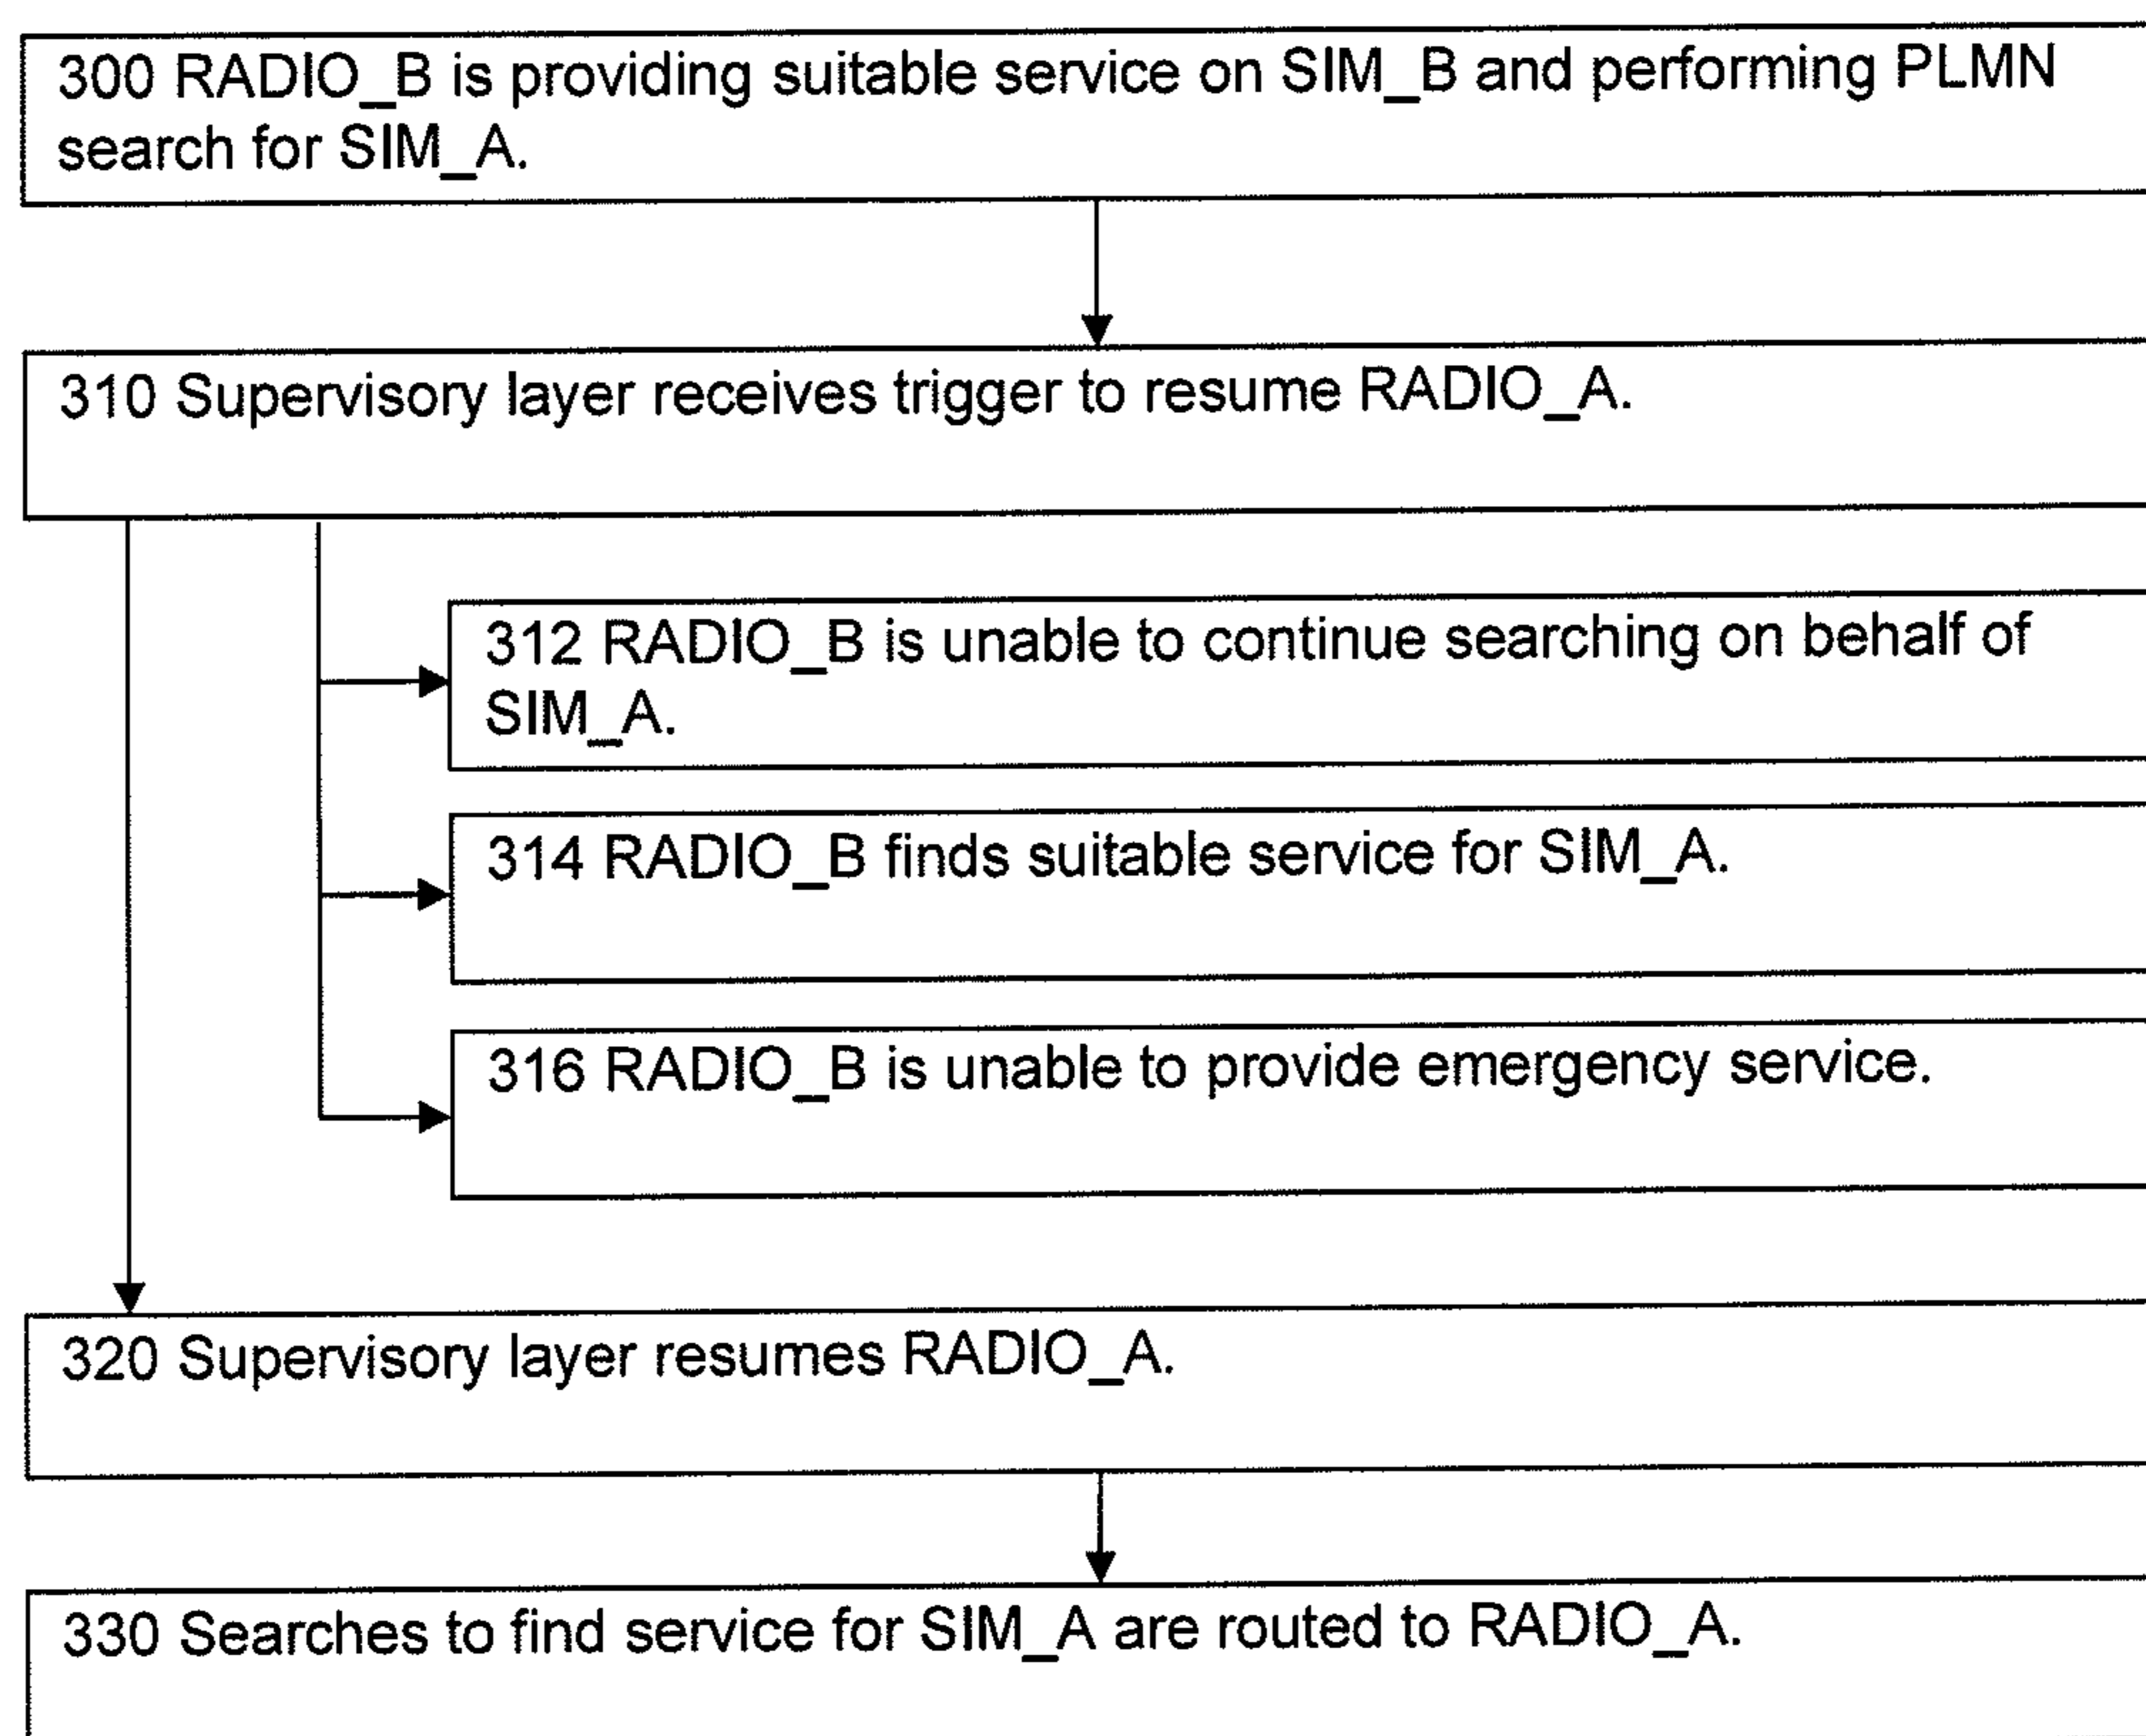 300 RADIO_B is providing suitable service on SIM_B and performing PLMN
search for SIM_A.
310 Supervisory layer receives trigger to resume RADIO_A.
312 RADIO_B is unable to continue searching on behalf of
SIM_A.
314 RADIO_B finds suitable service for SIM_A.
316 RADIO_B is unable to provide emergency service.
320 Supervisory layer resumes RADIO_A.
330 Searches to find service for SIM_A are routed to RADIO_A.